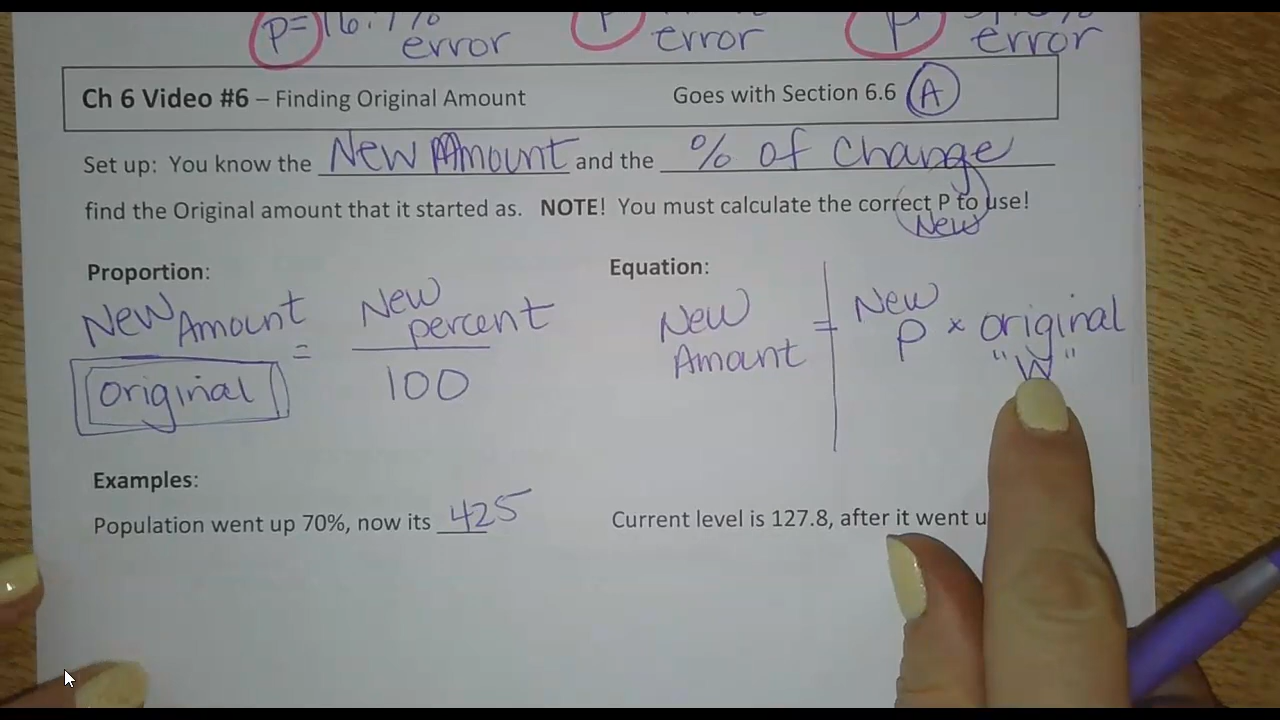 P= 16.7%
error error error
Ch 6 Video #6 – Finding Original Amount Goes with Section 6.6 A
Set up: You know the New Amount and the % of change
find the Original amount that it started as. NOTE! You must calculate the correct P to use!
New
Proportion: Equation:
New Amount = New percent New Amount = New P × original
original 100 "W"
Examples:
Population went up 70%, now its 425 Current level is 127.8, after it went u